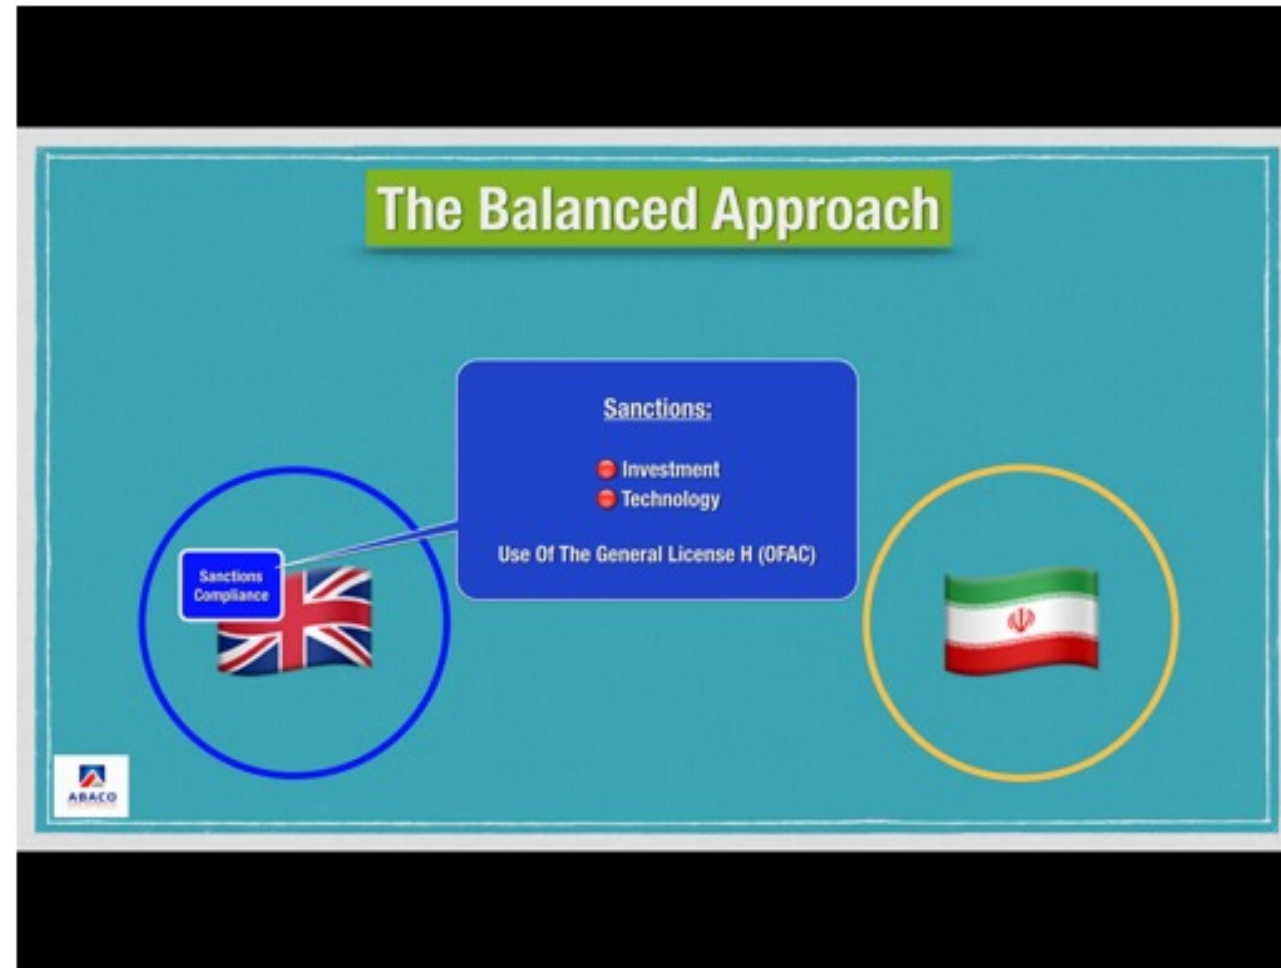 The Balanced Approach
Sanctions:
Investment
Technology
Use Of The General License H (OFAC)
Sanctions
Compliance
ABACO